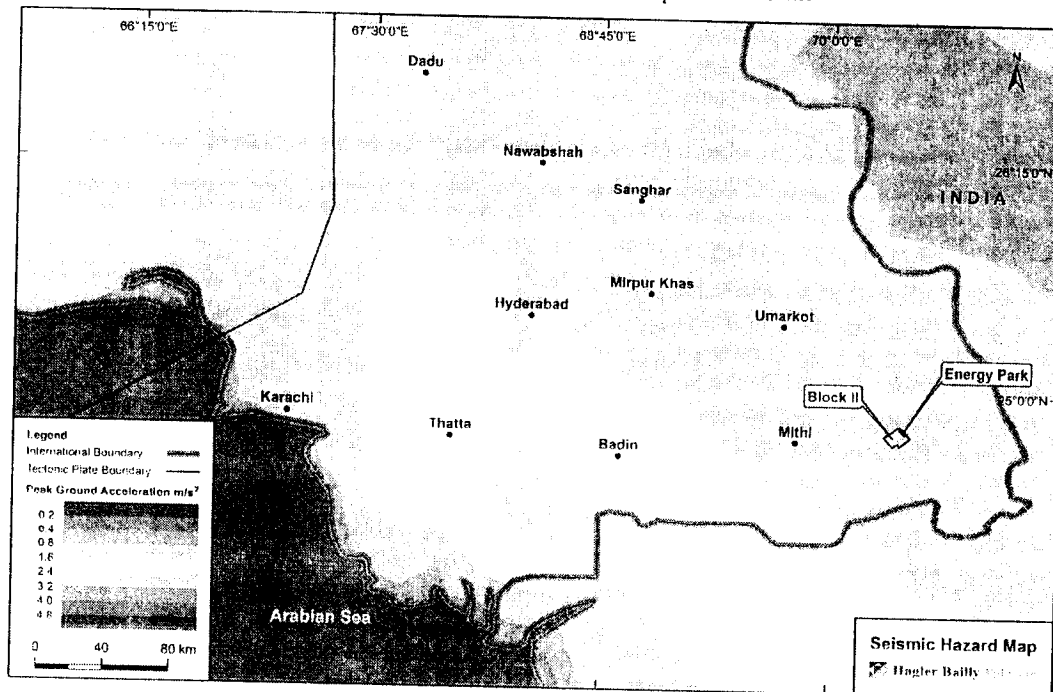 66°15'0"E
67°30'0"E
68°45'0"E
70°0'0"E
N
Dadu
Nawabshah
26°15'0"N
Sanghar
INDIA
Mirpur Khas
Hyderabad
Umarkot
Energy Park
Block II
25°0'0"N
Karachi
Thatta
Mithi
Badin
Legend
International Boundary
Tectonic Plate Boundary
Peak Ground Acceleration m/s²
0.2
0.4
0.8
1.6
2.4
3.2
4.0
4.8
0 40 80 km
Arabian Sea
Seismic Hazard Map
Hagler Bailly